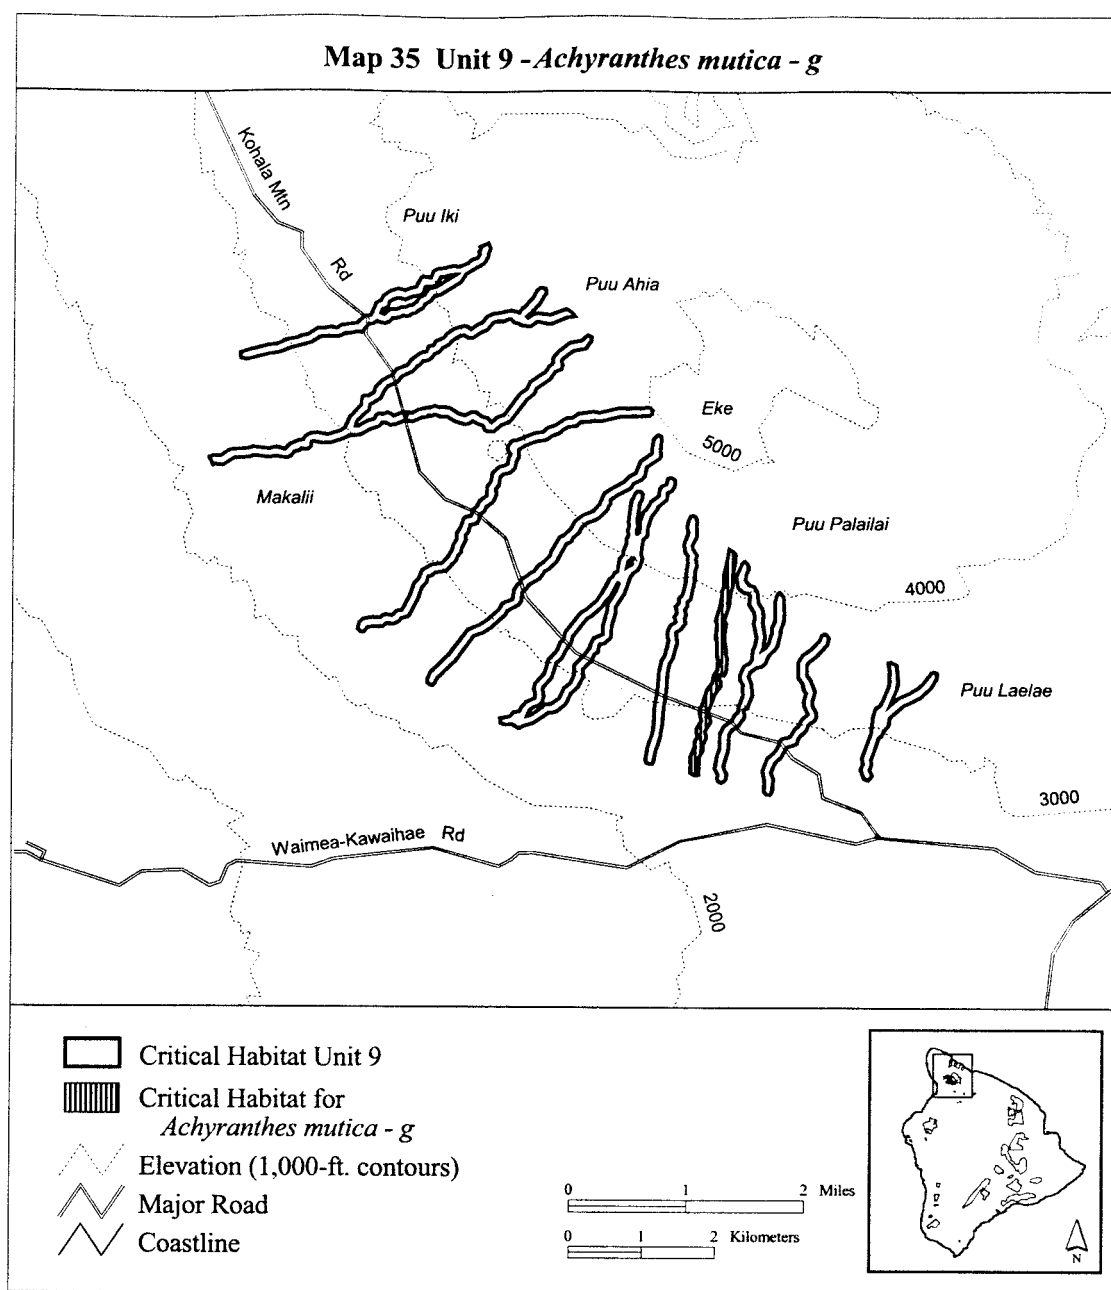 Map 35 Unit 9 - Achyranthes mutica - g
Kohala Mtn
Rd
Puu Iki
Puu Ahia
Eke
5000
Makalii
Puu Palailai
4000
Puu Laelae
3000
Waimea-Kawaihae Rd
2000
Critical Habitat Unit 9
Critical Habitat for
Achyranthes mutica - g
Elevation (1,000-ft. contours)
Major Road
Coastline
0 1 2 Miles
0 1 2 Kilometers
N